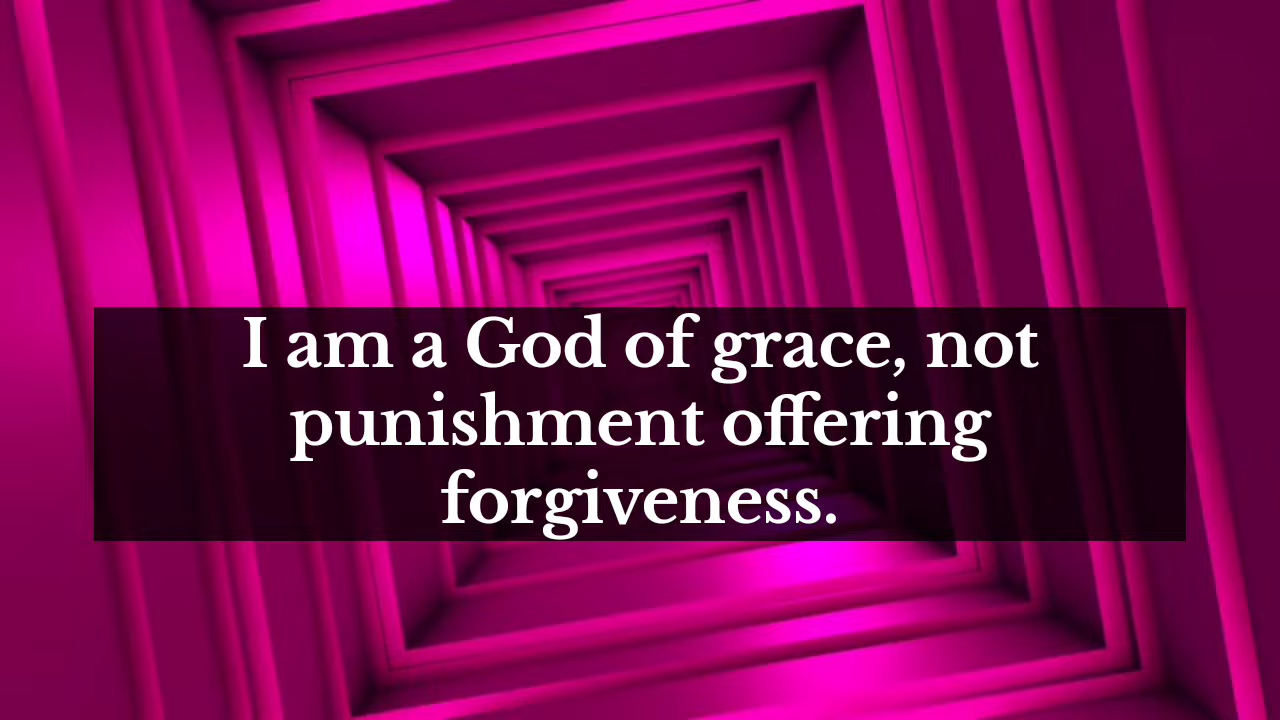 I am a God of grace, not
punishment offering
forgiveness.